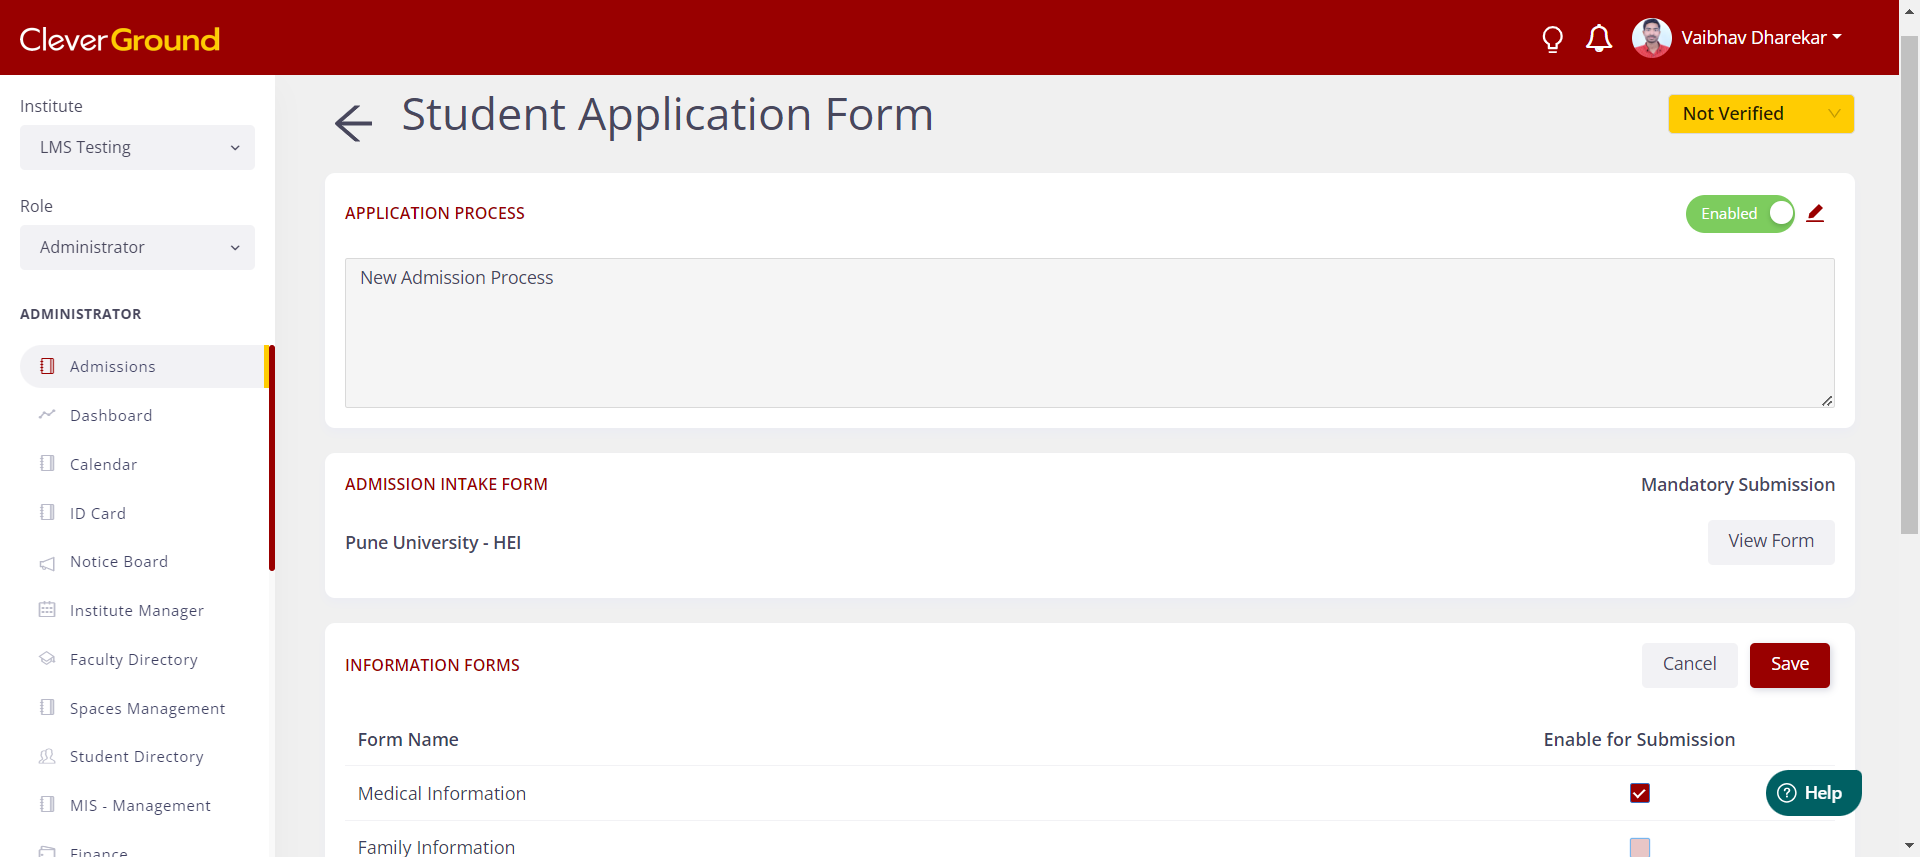 CleverGround
Vaibhav Dharekar
Institute
LMS Testing
Role
Administrator
ADMINISTRATOR
Admissions
Dashboard
Calendar
ID Card
Notice Board
Institute Manager
Faculty Directory
Spaces Management
Student Directory
MIS - Management
Finance
Student Application Form
Not Verified
APPLICATION PROCESS
Enabled
New Admission Process
ADMISSION INTAKE FORM
Mandatory Submission
Pune University - HEI
View Form
INFORMATION FORMS
Cancel
Save
Form Name
Enable for Submission
Medical Information
Family Information
Help